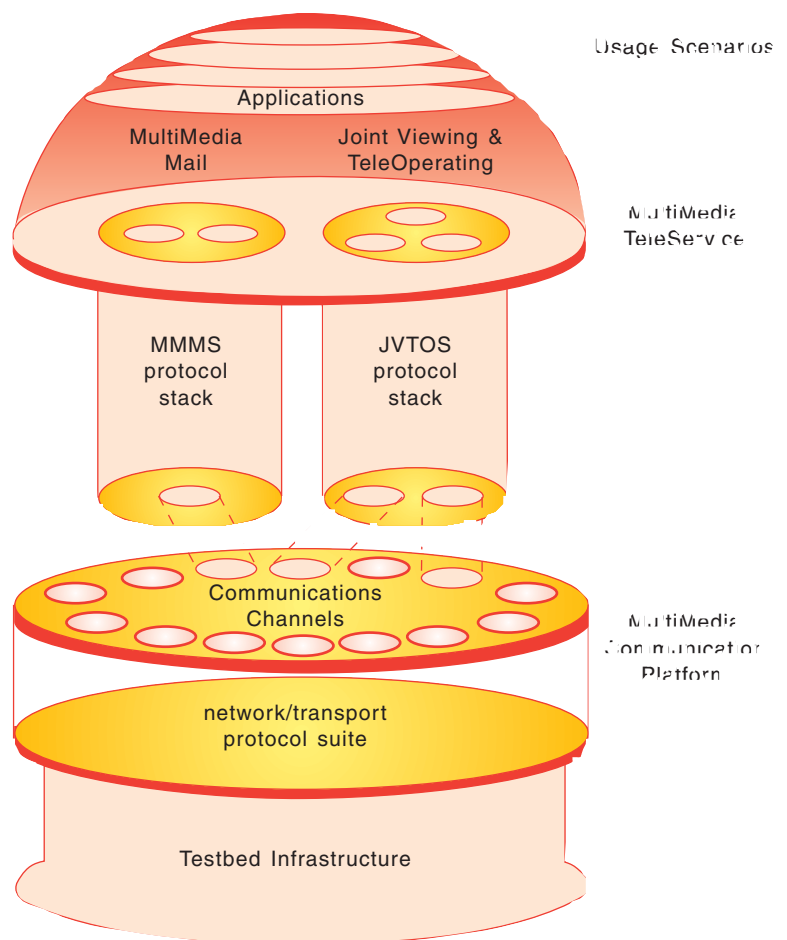 Usage Scenarios
Applications
MultiMedia
Mail
Joint Viewing &
TeleOperating
MultiMedia
TeleService
MMMS
protocol
stack
JVTOS
protocol
stack
Communications
Channels
MultiMedia
Communication
Platform
network/transport
protocol suite
Testbed Infrastructure